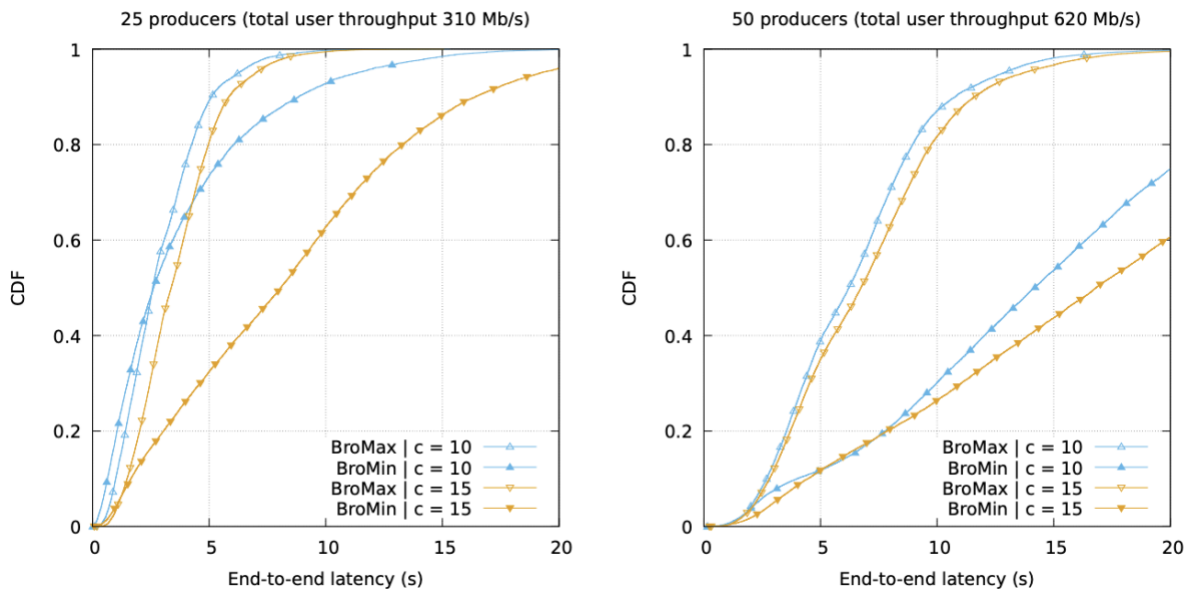 25 producers (total user throughput 310 Mb/s)
1
0.8
0.6
0.4
0.2
0
CDF
BroMax | c = 10
BroMin | c = 10
BroMax | c = 15
BroMin | c = 15
0
5
10
15
20
End-to-end latency (s)
50 producers (total user throughput 620 Mb/s)
1
0.8
0.6
0.4
0.2
0
CDF
BroMax | c = 10
BroMin | c = 10
BroMax | c = 15
BroMin | c = 15
0
5
10
15
20
End-to-end latency (s)